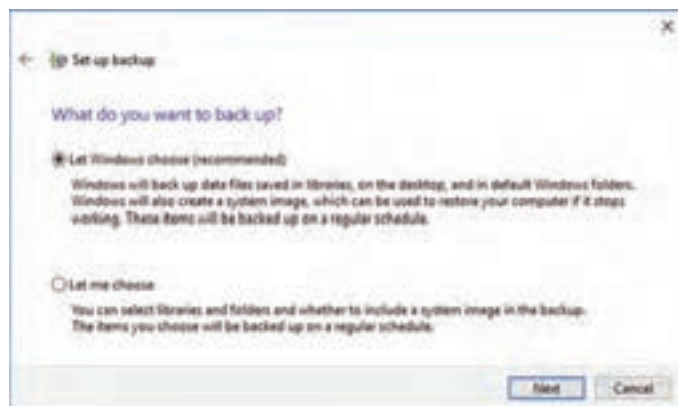 Set up backup
What do you want to back up?
Let Windows choose (recommended)
Windows will back up data files saved in libraries, on the desktop, and in default Windows folders.
Windows will also create a system image, which can be used to restore your computer if it stops
working. These items will be backed up on a regular schedule.
Let me choose
You can select libraries and folders and whether to include a system image in the backup.
The items you choose will be backed up on a regular schedule.
Next Cancel